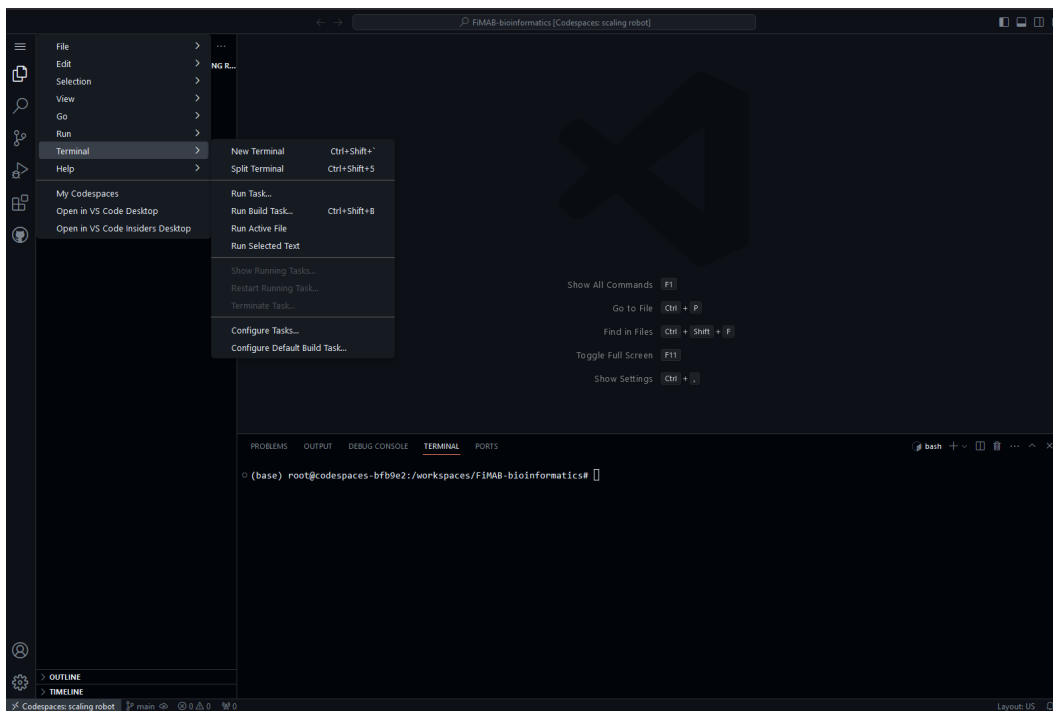 FiMAB-bioinformatics [Codespaces: scaling robot]
File
Edit
Selection
View
Go
Run
Terminal
Help
My Codespaces
Open in VS Code Desktop
Open in VS Code Insiders Desktop
NG R...
New Terminal Ctrl+Shift+`
Split Terminal Ctrl+Shift+5
Run Task...
Run Build Task... Ctrl+Shift+B
Run Active File
Run Selected Text
Show Running Tasks...
Restart Running Task...
Terminate Task...
Configure Tasks...
Configure Default Build Task...
Show All Commands F1
Go to File Ctrl + P
Find in Files Ctrl + Shift + F
Toggle Full Screen F11
Show Settings Ctrl + ,
PROBLEMS OUTPUT DEBUG CONSOLE TERMINAL PORTS bash
(base) root@codespaces-bfb9e2:/workspaces/FiMAB-bioinformatics#
OUTLINE
TIMELINE
Codespaces: scaling robot main 0 0 0 Layout: US